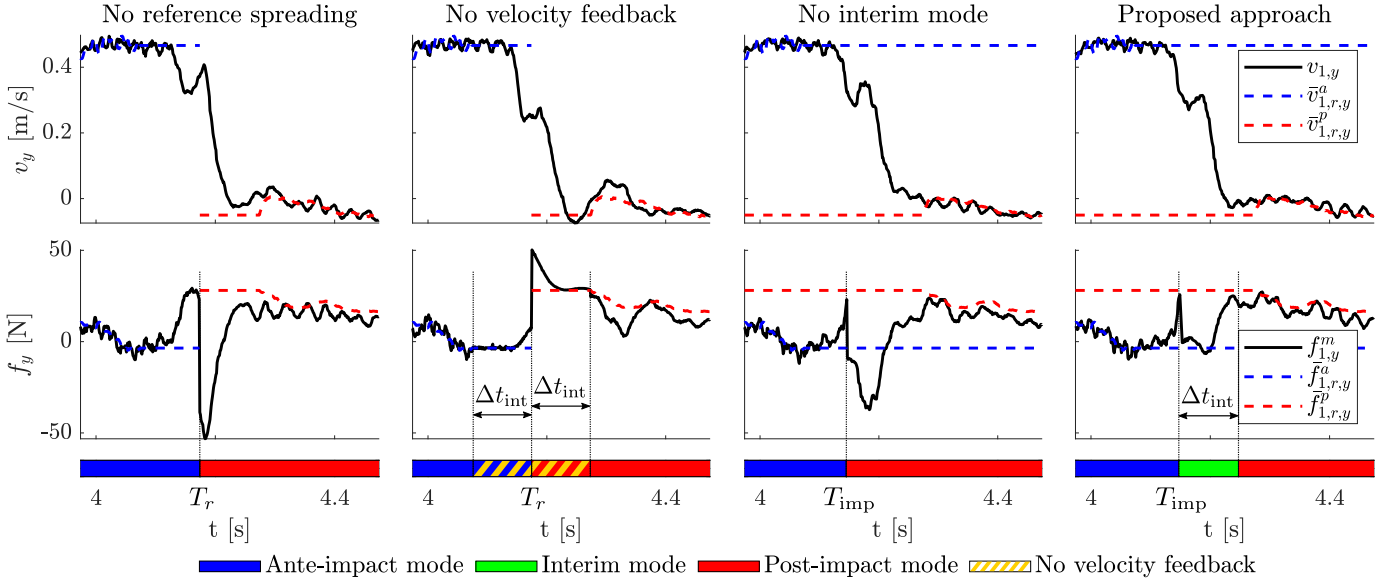 No reference spreading
No velocity feedback
No interim mode
Proposed approach
v_y [m/s]
0.4
0.2
0
v_{1,y}
v̄^a_{1,r,y}
v̄^p_{1,r,y}
f_y [N]
50
0
-50
Δt_int
Δt_int
Δt_int
f^m_{1,y}
f̄^a_{1,r,y}
f̄^p_{1,r,y}
4 T_r 4.4
4 T_r 4.4
4 T_imp 4.4
4 T_imp 4.4
t [s]
t [s]
t [s]
t [s]
Ante-impact mode
Interim mode
Post-impact mode
No velocity feedback